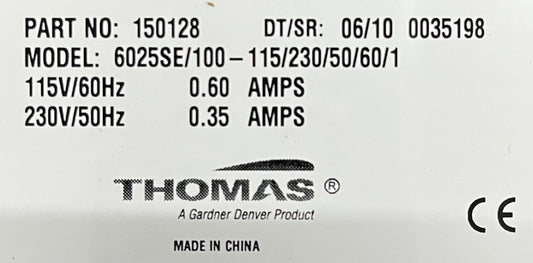 PART NO: 150128 DT/SR: 06/10 0035198
MODEL: 6025SE/100-115/230/50/60/1
115V/60Hz 0.60 AMPS
230V/50Hz 0.35 AMPS
THOMAS ®
A Gardner Denver Product
CE
MADE IN CHINA